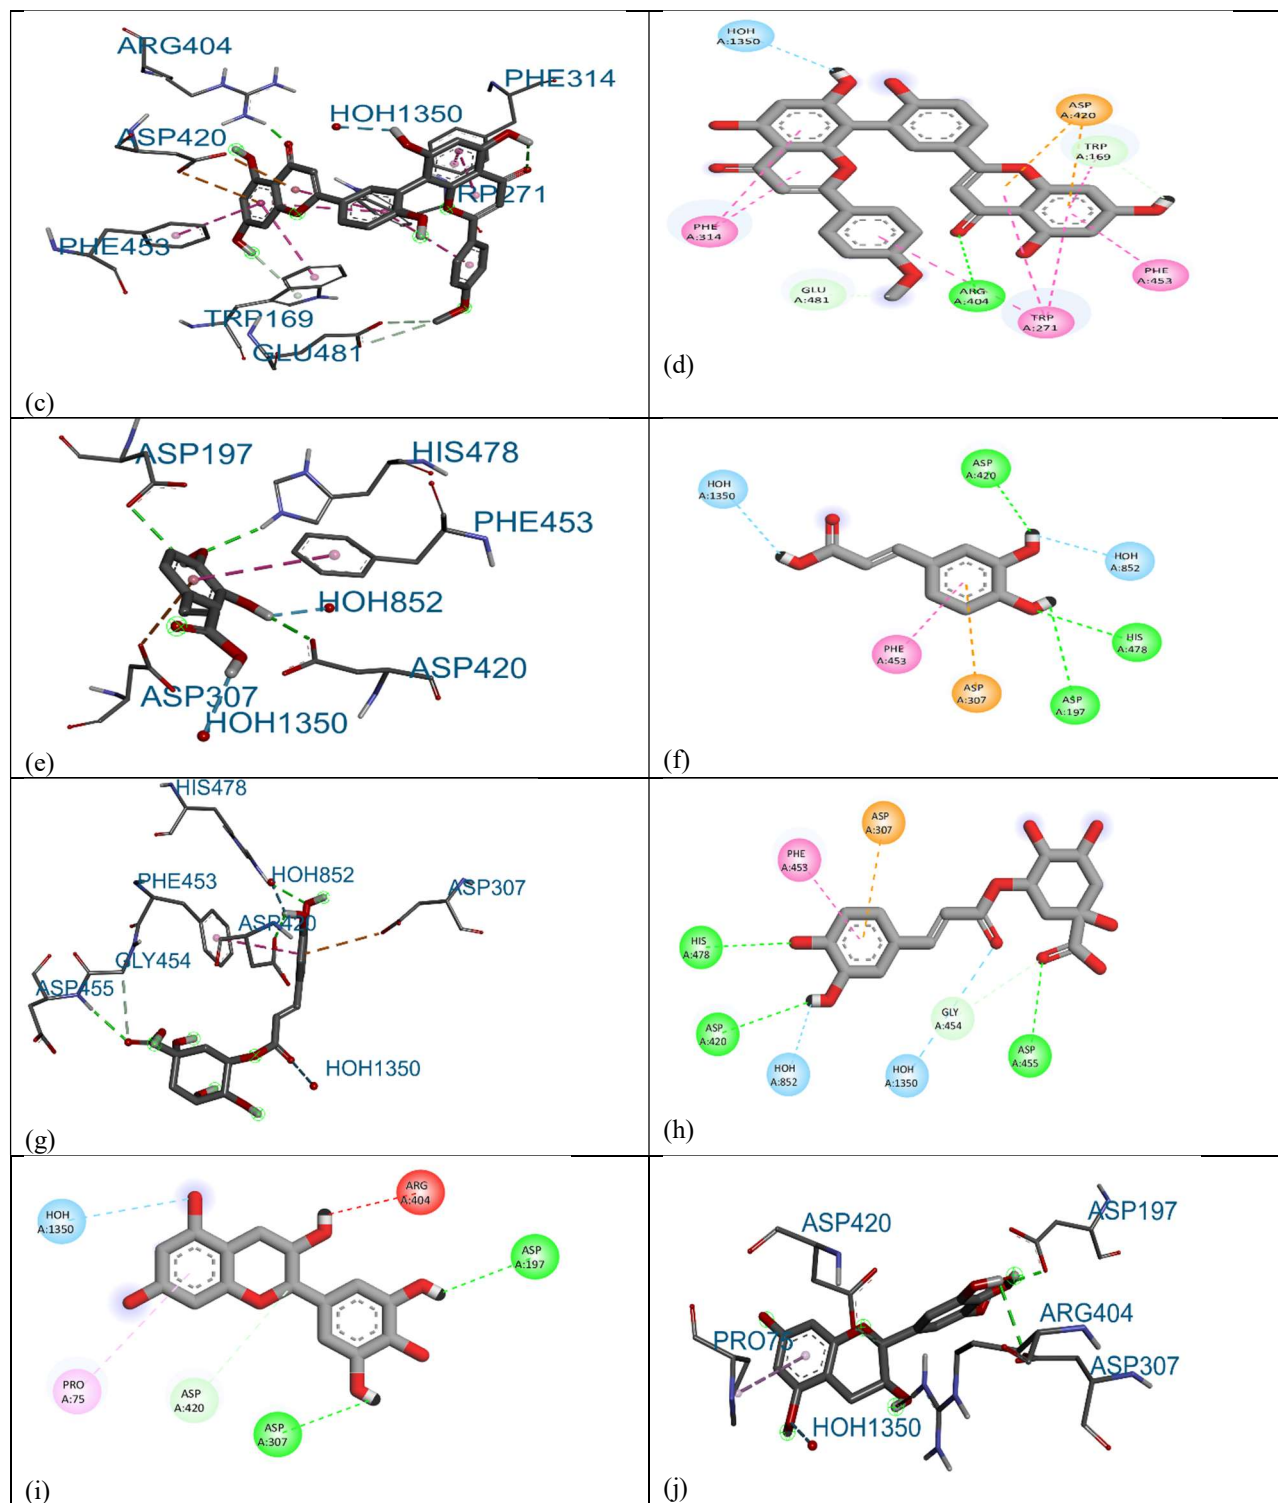 ARG404
PHE314
HOH1350
ASP420
TRP271
PHE453
TRP169
GLU481
(c)
HOH
A:1350
ASP
A:420
TRP
A:169
PHE
A:314
PHE
A:453
GLU
A:481
ARG
A:404
TRP
A:271
(d)
ASP197
HIS478
PHE453
HOH852
ASP420
ASP307
HOH1350
(e)
ASP
A:420
HOH
A:1350
HOH
A:852
HIS
A:478
PHE
A:453
ASP
A:307
ASP
A:197
(f)
HIS478
HOH852
PHE453
ASP307
ASP420
GLY454
ASP455
HOH1350
(g)
ASP
A:307
PHE
A:453
HIS
A:478
GLY
A:454
ASP
A:420
ASP
A:455
HOH
A:852
HOH
A:1350
(h)
ARG
A:404
HOH
A:1350
ASP
A:197
PRO
A:75
ASP
A:420
ASP
A:307
(i)
ASP197
ASP420
ARG404
PRO75
ASP307
HOH1350
(j)